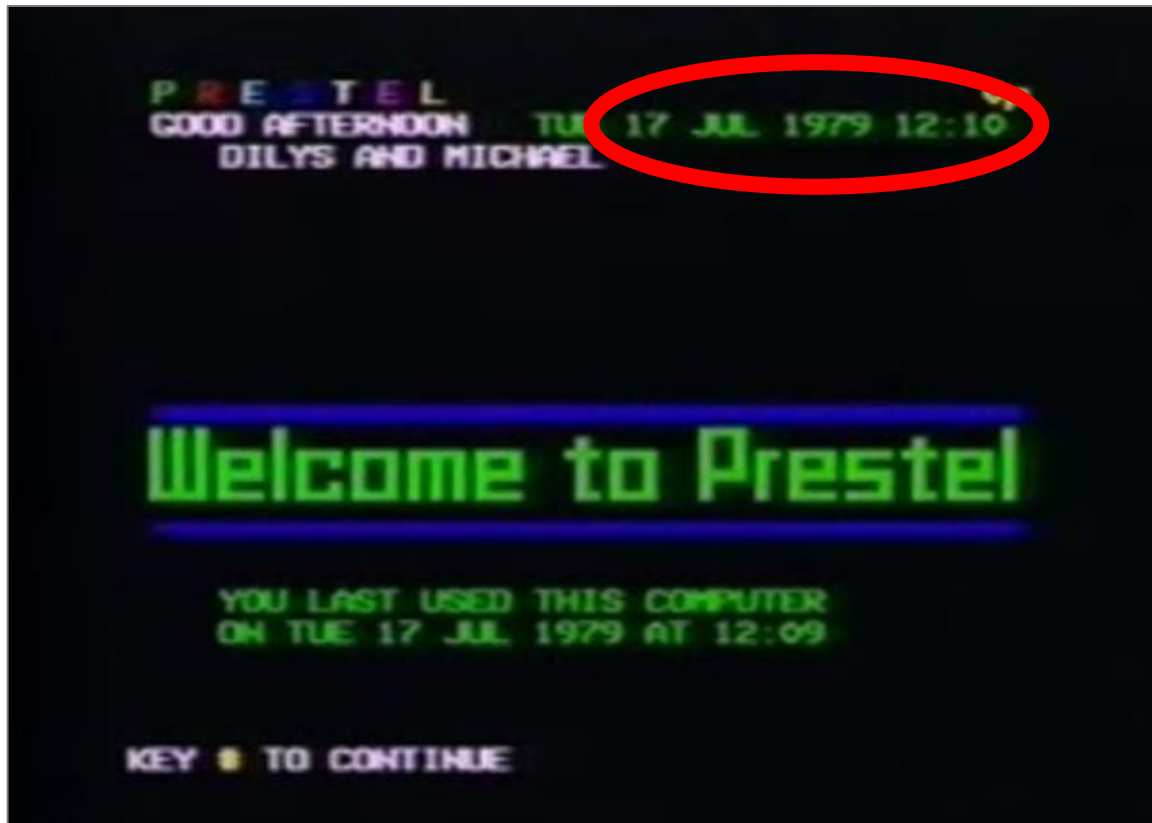 PRESTEL 0p
GOOD AFTERNOON TUE 17 JUL 1979 12:10
DILYS AND MICHAEL
Welcome to Prestel
YOU LAST USED THIS COMPUTER
ON TUE 17 JUL 1979 AT 12:09
KEY # TO CONTINUE